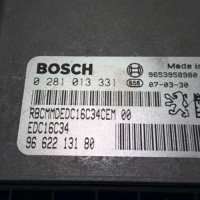 BOSCH
Made in
0 281 013 331
9653958980
07-03-30
RBCMMDEDC16C34CEM 00
EDC16C34
96 622 131 80